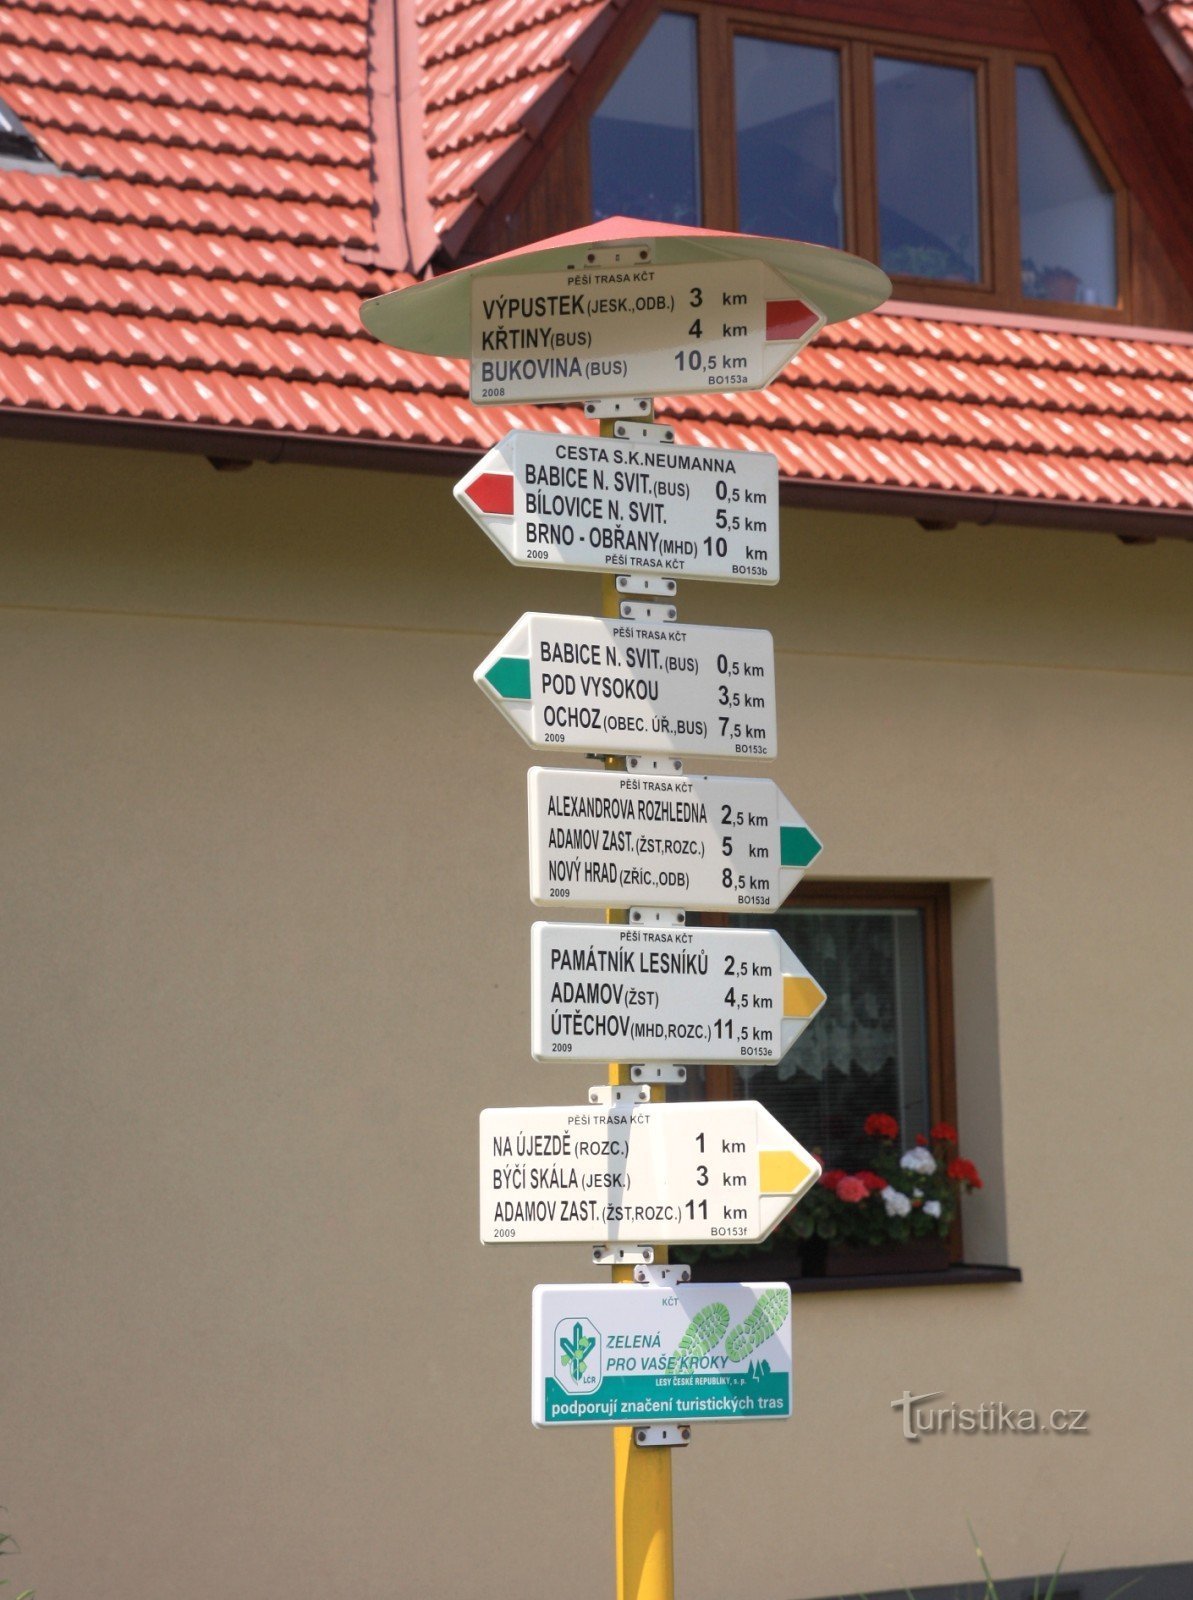 PĚŠÍ TRASA KČT
VÝPUSTEK (JESK.,ODB.) 3 km
KŘTINY (BUS) 4 km
BUKOVINA (BUS) 10,5 km
2008 BO153a
CESTA S.K.NEUMANNA
BABICE N. SVIT. (BUS) 0,5 km
BÍLOVICE N. SVIT. 5,5 km
BRNO - OBŘANY (MHD) 10 km
2009 PĚŠÍ TRASA KČT BO153b
PĚŠÍ TRASA KČT
BABICE N. SVIT. (BUS) 0,5 km
POD VYSOKOU 3,5 km
OCHOZ (OBEC. ÚŘ.,BUS) 7,5 km
2009 BO153c
PĚŠÍ TRASA KČT
ALEXANDROVA ROZHLEDNA 2,5 km
ADAMOV ZAST. (ŽST,ROZC.) 5 km
NOVÝ HRAD (ZŘÍC.,ODB) 8,5 km
2009 BO153d
PĚŠÍ TRASA KČT
PAMÁTNÍK LESNÍKŮ 2,5 km
ADAMOV (ŽST) 4,5 km
ÚTĚCHOV (MHD,ROZC.) 11,5 km
2009 BO153e
PĚŠÍ TRASA KČT
NA ÚJEZDĚ (ROZC.) 1 km
BÝČÍ SKÁLA (JESK.) 3 km
ADAMOV ZAST. (ŽST,ROZC.) 11 km
2009 BO153f
KČT
ZELENÁ
PRO VAŠE KROKY
LČR LESY ČESKÉ REPUBLIKY, s. p.
podporují značení turistických tras
Turistika.cz